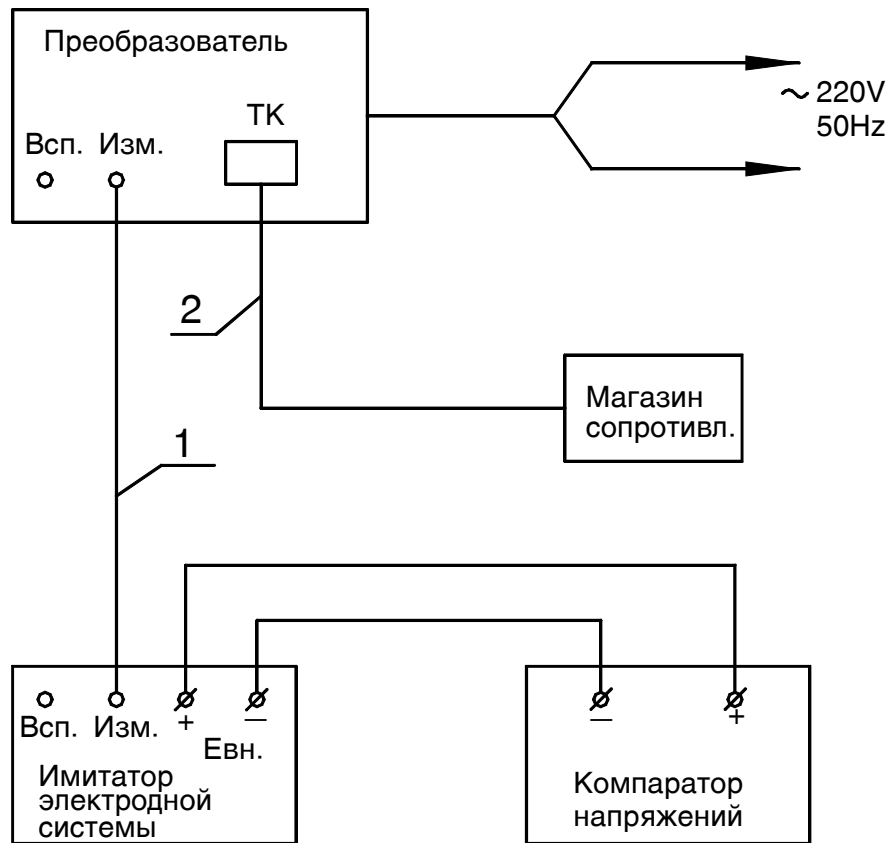 Преобразователь
ТК
Всп. Изм.
~ 220V
50Hz
2
Магазин
сопротивл.
1
Всп. Изм. + —
Евн.
Имитатор
электродной
системы
— +
Компаратор
напряжений